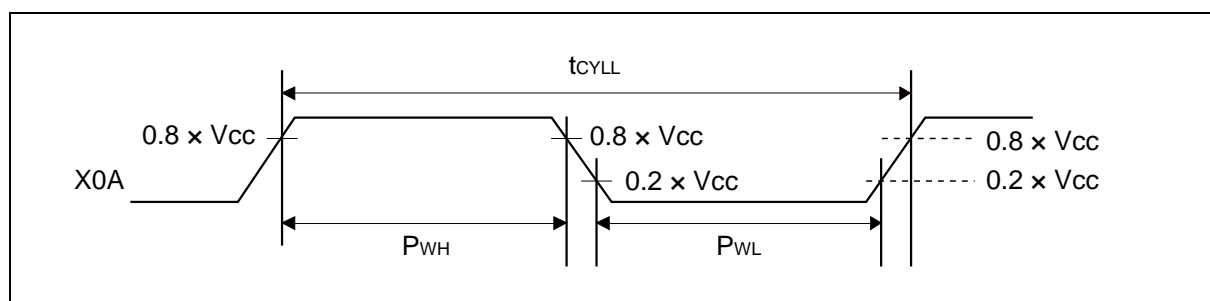 tCYLL
0.8 × Vcc 0.8 × Vcc 0.8 × Vcc
X0A 0.2 × Vcc 0.2 × Vcc
PWH PWL